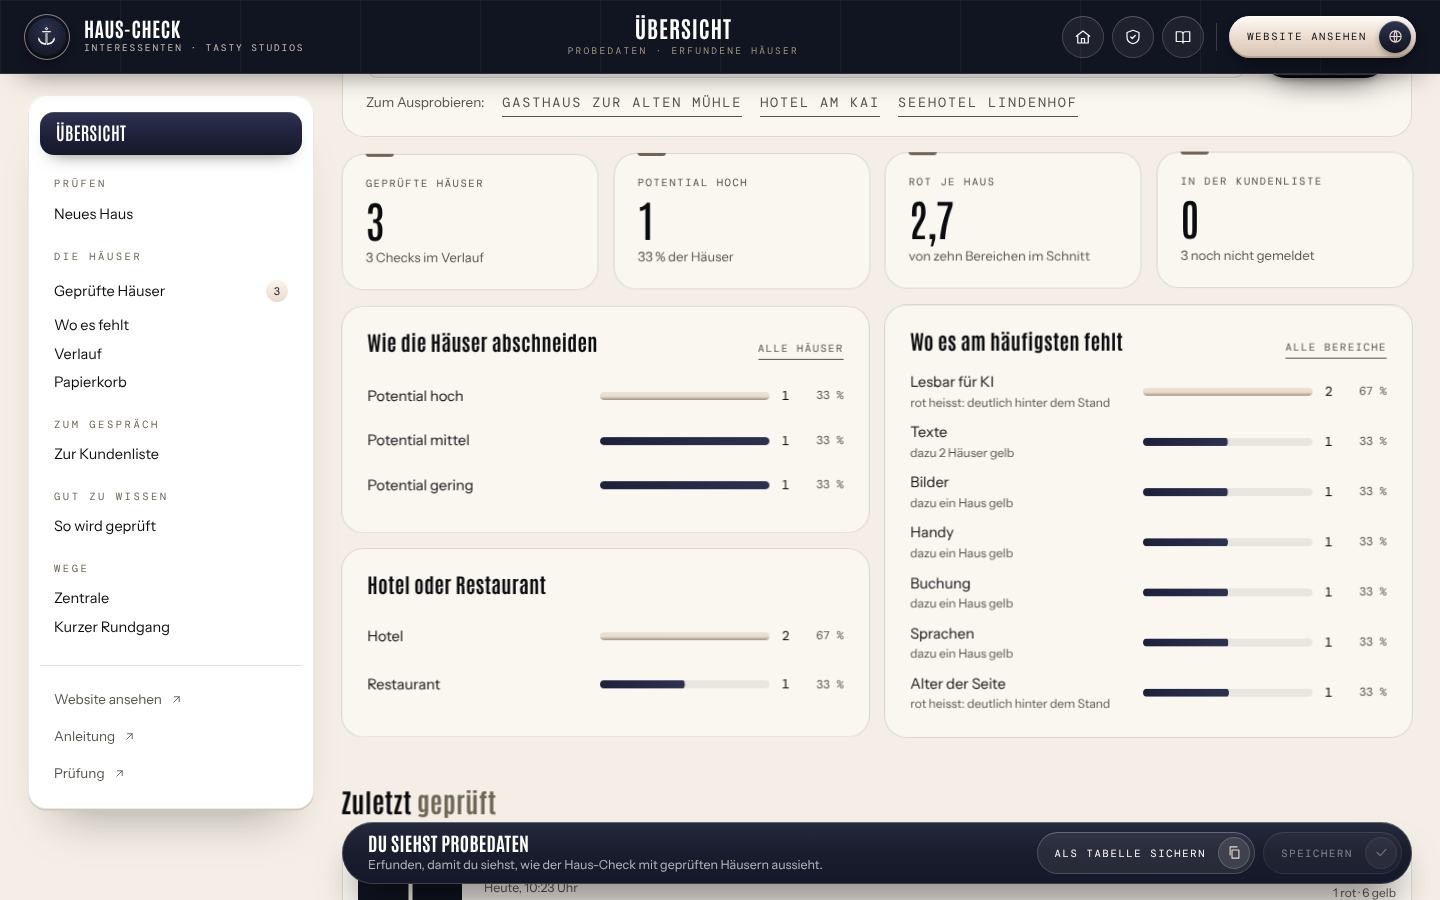 HAUS-CHECK
INTERESSENTEN · TASTY STUDIOS
ÜBERSICHT
PROBEDATEN · ERFUNDENE HÄUSER
WEBSITE ANSEHEN
ÜBERSICHT
PRÜFEN
Neues Haus
DIE HÄUSER
Geprüfte Häuser 3
Wo es fehlt
Verlauf
Papierkorb
ZUM GESPRÄCH
Zur Kundenliste
GUT ZU WISSEN
So wird geprüft
WEGE
Zentrale
Kurzer Rundgang
Website ansehen ↗
Anleitung ↗
Prüfung ↗
Zum Ausprobieren: GASTHAUS ZUR ALTEN MÜHLE HOTEL AM KAI SEEHOTEL LINDENHOF
GEPRÜFTE HÄUSER
3
3 Checks im Verlauf
POTENTIAL HOCH
1
33 % der Häuser
ROT JE HAUS
2,7
von zehn Bereichen im Schnitt
IN DER KUNDENLISTE
0
3 noch nicht gemeldet
Wie die Häuser abschneiden
ALLE HÄUSER
Potential hoch 1 33 %
Potential mittel 1 33 %
Potential gering 1 33 %
Hotel oder Restaurant
Hotel 2 67 %
Restaurant 1 33 %
Wo es am häufigsten fehlt
ALLE BEREICHE
Lesbar für KI 2 67 %
rot heisst: deutlich hinter dem Stand
Texte 1 33 %
dazu 2 Häuser gelb
Bilder 1 33 %
dazu ein Haus gelb
Handy 1 33 %
dazu ein Haus gelb
Buchung 1 33 %
dazu ein Haus gelb
Sprachen 1 33 %
dazu ein Haus gelb
Alter der Seite 1 33 %
rot heisst: deutlich hinter dem Stand
Zuletzt geprüft
DU SIEHST PROBEDATEN
Erfunden, damit du siehst, wie der Haus-Check mit geprüften Häusern aussieht.
ALS TABELLE SICHERN
SPEICHERN
Heute, 10:23 Uhr
1 rot · 6 gelb